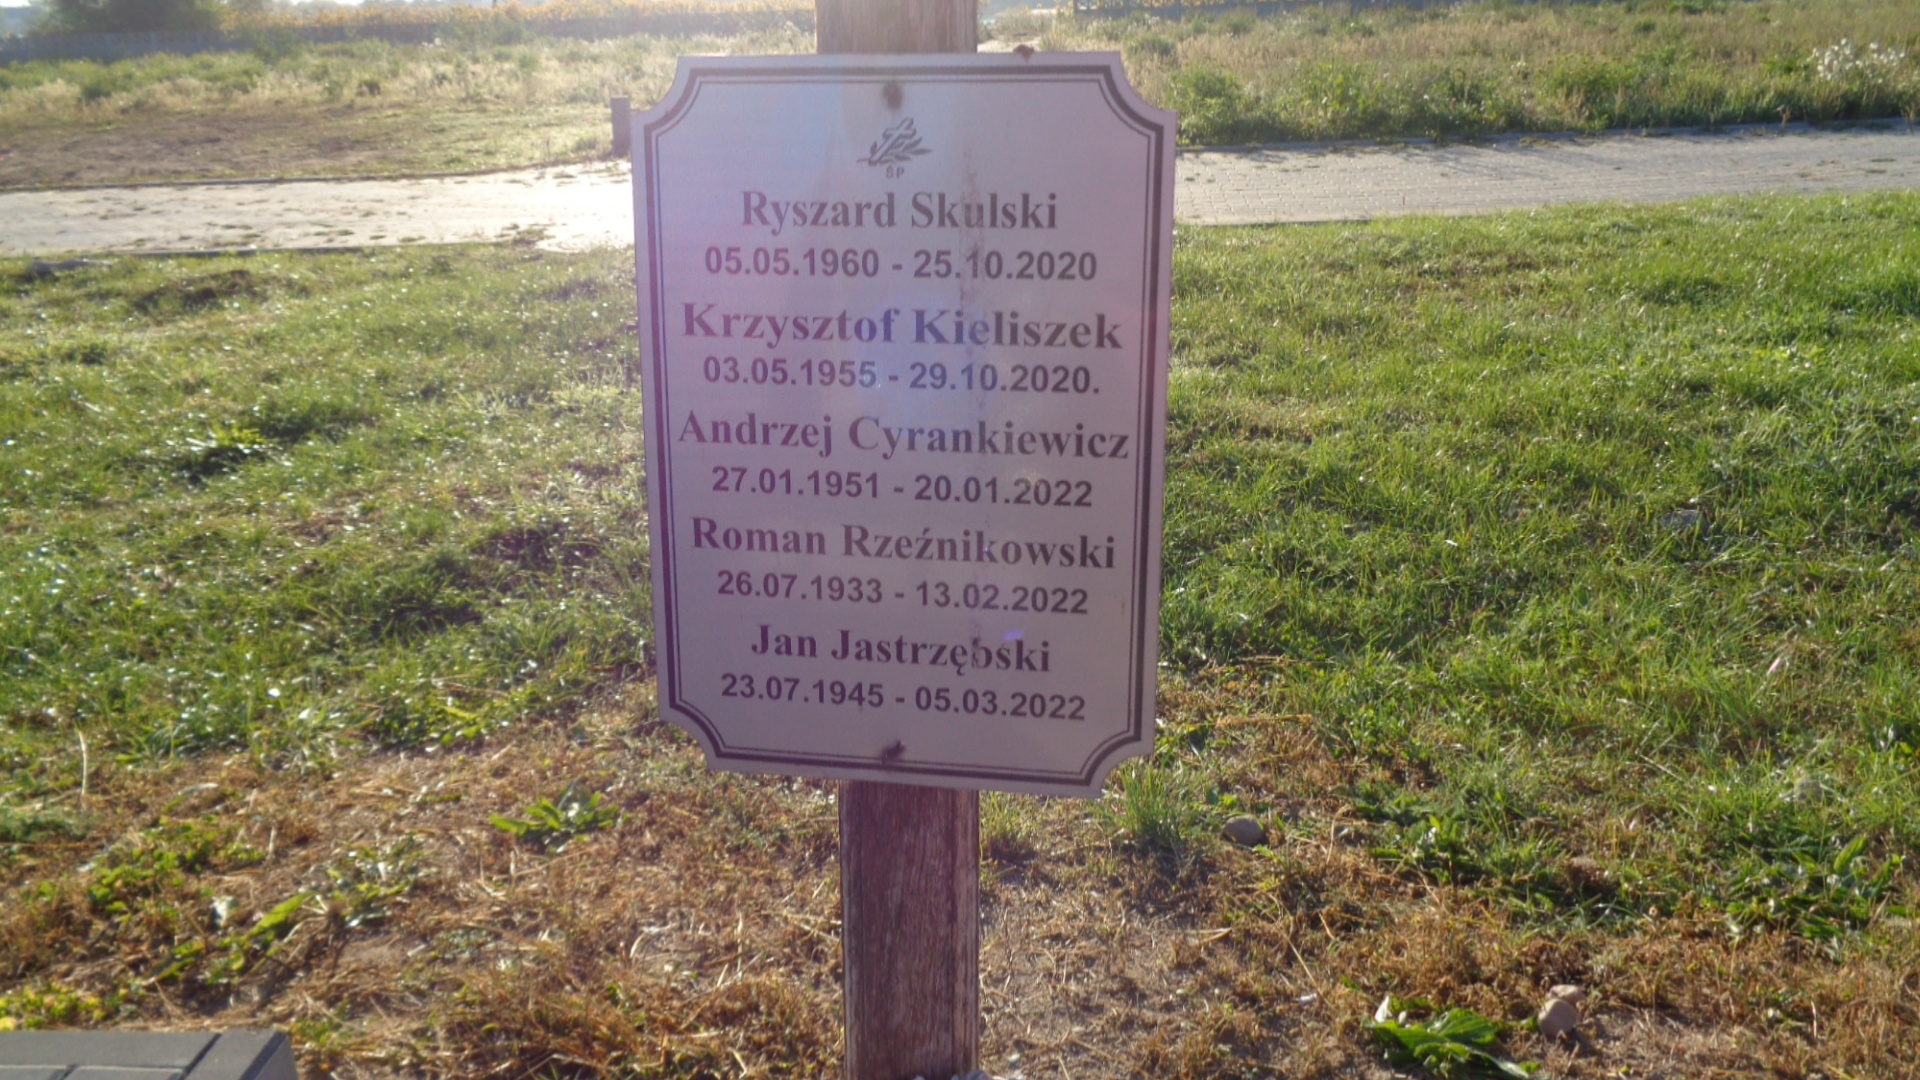 ŚP
Ryszard Skulski
05.05.1960 - 25.10.2020
Krzysztof Kieliszek
03.05.1955 - 29.10.2020.
Andrzej Cyrankiewicz
27.01.1951 - 20.01.2022
Roman Rzeźnikowski
26.07.1933 - 13.02.2022
Jan Jastrzębski
23.07.1945 - 05.03.2022